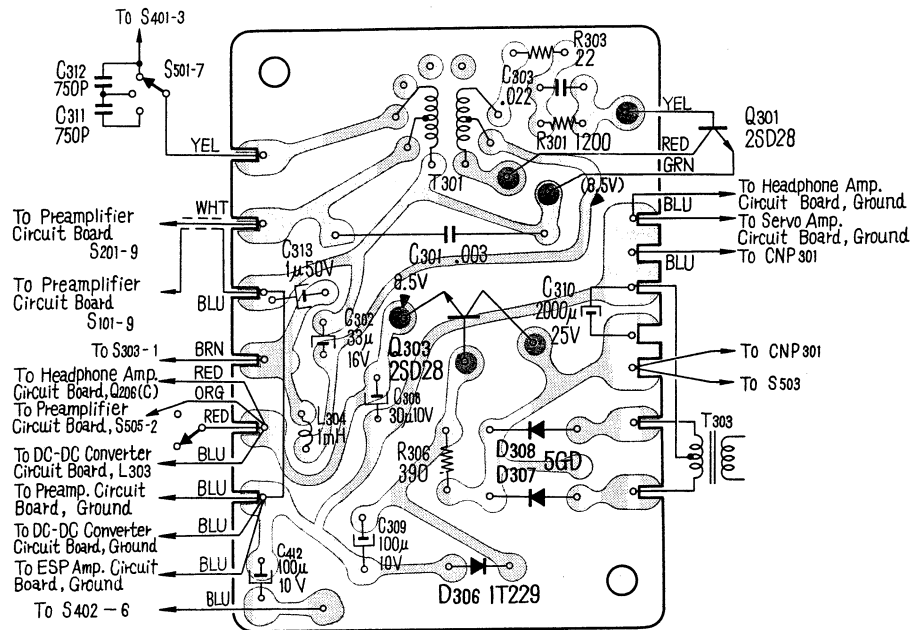 To S401-3
C312
750P
C311
750P
S501-7
YEL
To Preamplifier
Circuit Board
S201-9
WHT
To Preamplifier
Circuit Board
S101-9
BLU
To S303-1
BRN
To Headphone Amp.
Circuit Board, Q206(C)
RED
ORG
To Preamplifier
Circuit Board, S505-2
RED
To DC-DC Converter
Circuit Board, L303
BLU
To Preamp. Circuit
Board, Ground
BLU
To DC-DC Converter
Circuit Board, Ground
BLU
To ESP Amp. Circuit
Board, Ground
BLU
To S402-6
BLU
R303
22
C303
.022
R301 1200
T301
YEL
RED
GRN
Q301
2SD28
(8.5V)
C301 .003
C313
1μ50V
8.5V
C302
33μ
16V
Q303
2SD28
C308
30μ10V
C310
2000μ
25V
L304
1mH
R306
390
D308
D307
5GD
C309
100μ
10V
C412
100μ
10V
D306 1T229
To Headphone Amp.
Circuit Board, Ground
BLU
To Servo Amp.
Circuit Board, Ground
To CNP301
BLU
To CNP301
To S503
T303